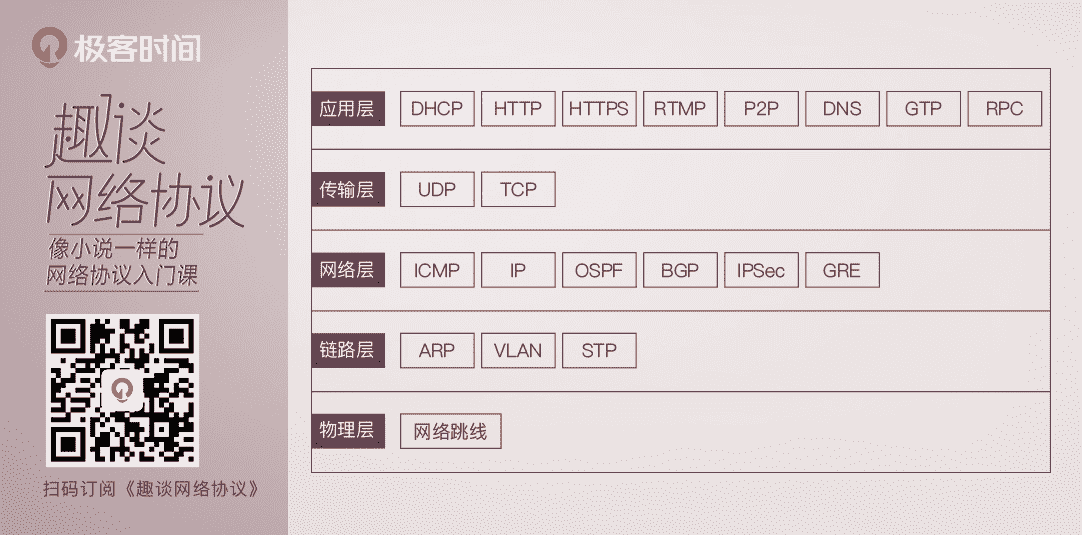 极客时间
趣谈
网络协议
像小说一样的
网络协议入门课
扫码订阅《趣谈网络协议》
应用层 DHCP HTTP HTTPS RTMP P2P DNS GTP RPC
传输层 UDP TCP
网络层 ICMP IP OSPF BGP IPSec GRE
链路层 ARP VLAN STP
物理层 网络跳线